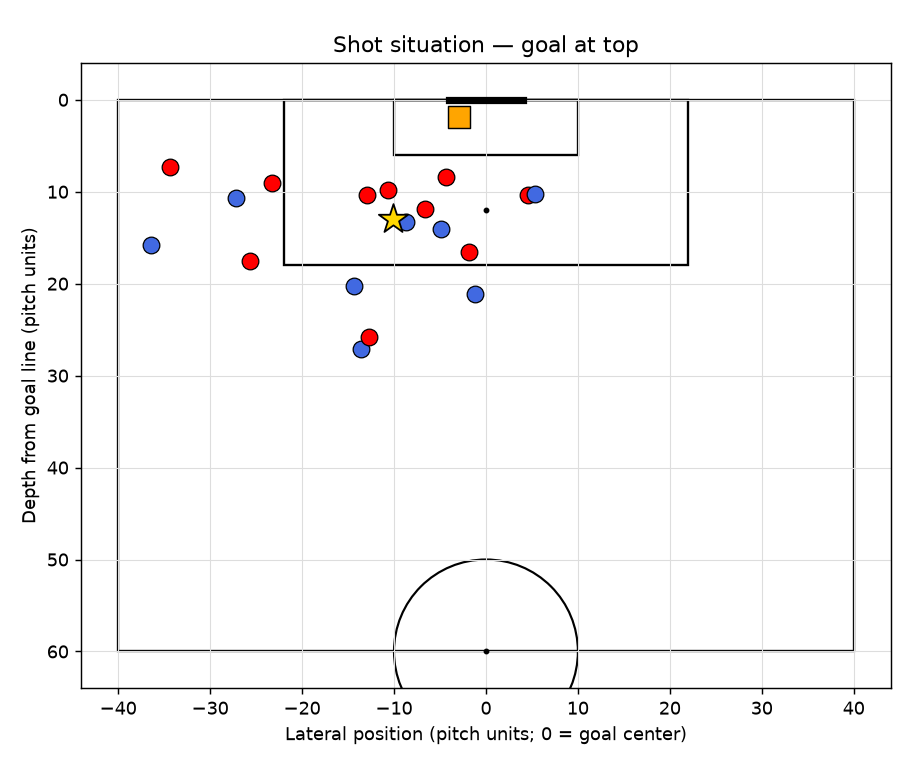 Shot situation — goal at top
0
10
20
30
40
50
60
Depth from goal line (pitch units)
−40 −30 −20 −10 0 10 20 30 40
Lateral position (pitch units; 0 = goal center)